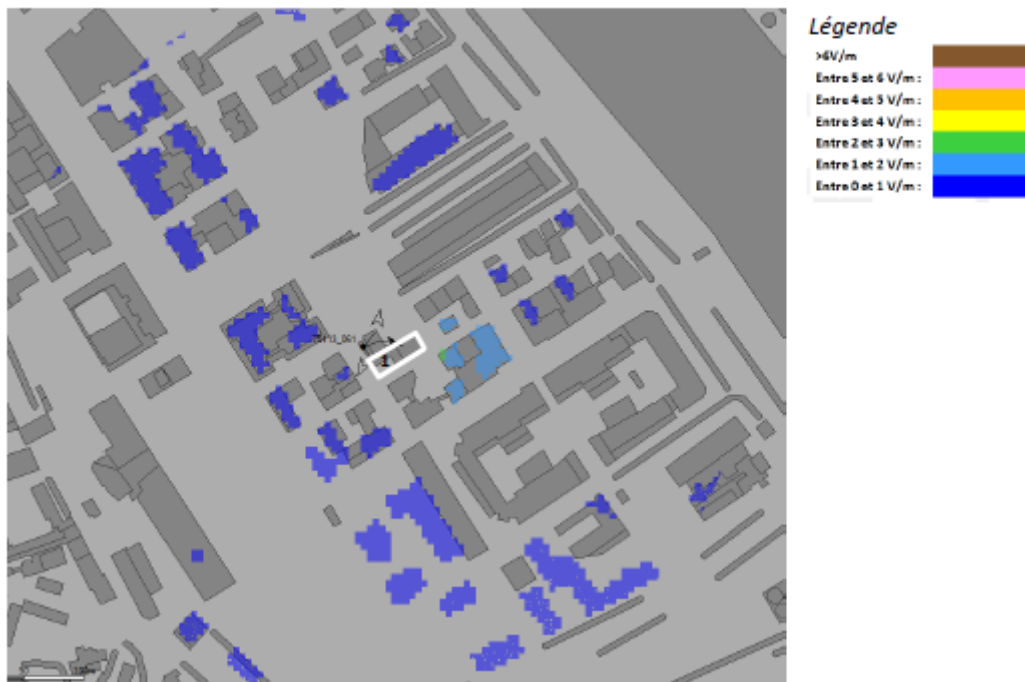 Légende
>6V/m
Entre 5 et 6 V/m :
Entre 4 et 5 V/m :
Entre 3 et 4 V/m :
Entre 2 et 3 V/m :
Entre 1 et 2 V/m :
Entre 0 et 1 V/m :
1